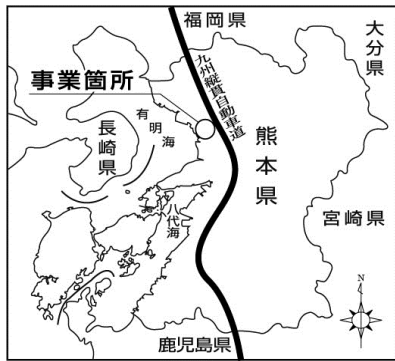 福岡県
大分県
九州縦貫自動車道
事業箇所
有明海
長崎県
熊本県
八代海
宮崎県
N
鹿児島県